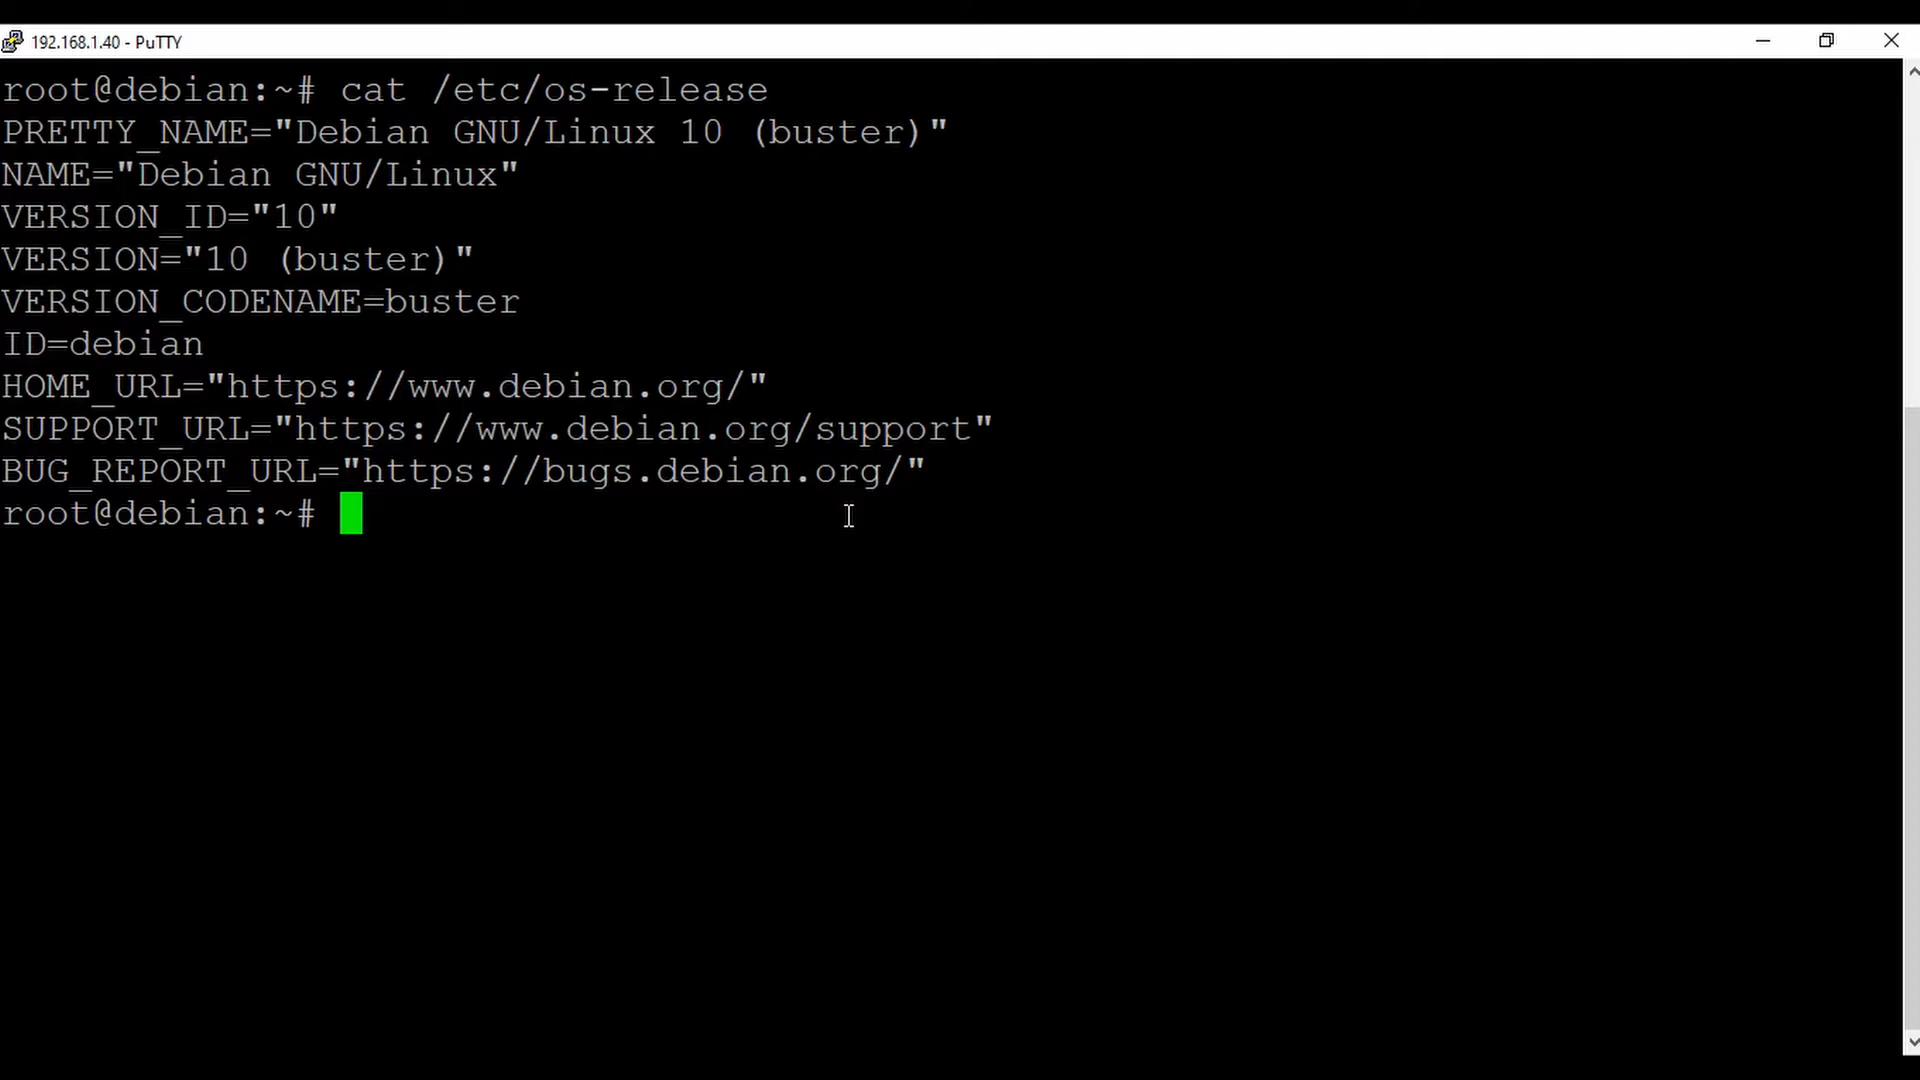 192.168.1.40 - PuTTY
root@debian:~# cat /etc/os-release
PRETTY_NAME="Debian GNU/Linux 10 (buster)"
NAME="Debian GNU/Linux"
VERSION_ID="10"
VERSION="10 (buster)"
VERSION_CODENAME=buster
ID=debian
HOME_URL="https://www.debian.org/"
SUPPORT_URL="https://www.debian.org/support"
BUG_REPORT_URL="https://bugs.debian.org/"
root@debian:~#